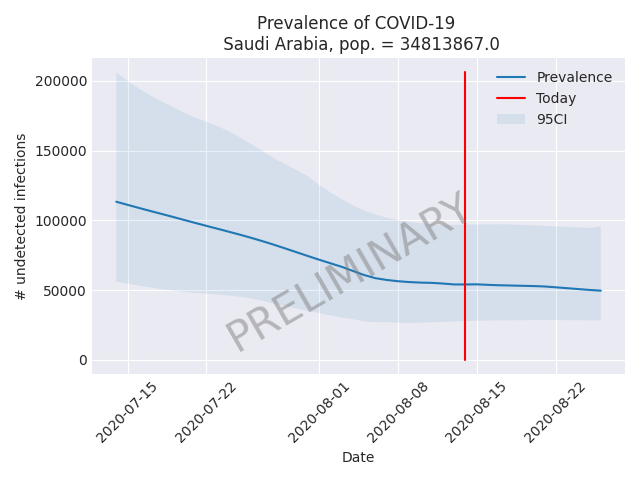 Prevalence of COVID-19
Saudi Arabia, pop. = 34813867.0
Prevalence
Today
95CI
# undetected infections
200000
150000
100000
50000
0
PRELIMINARY
2020-07-15
2020-07-22
2020-08-01
2020-08-08
2020-08-15
2020-08-22
Date